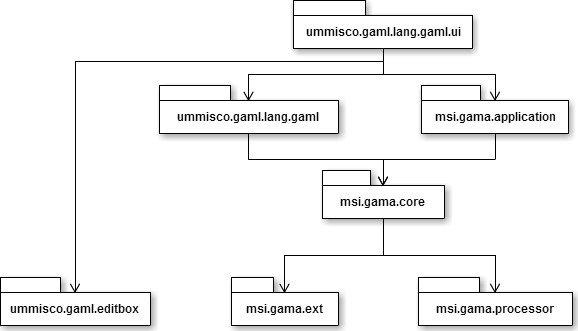 ummisco.gaml.lang.gaml.ui
ummisco.gaml.lang.gaml
msi.gama.application
msi.gama.core
ummisco.gaml.editbox
msi.gama.ext
msi.gama.processor